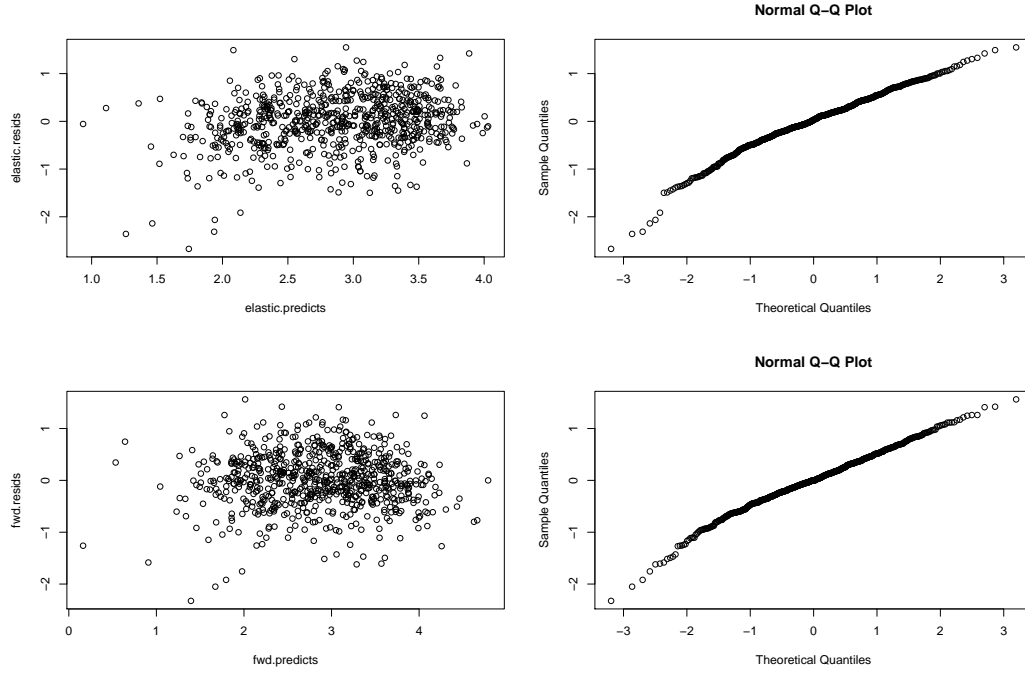 Normal Q−Q Plot
1
0
−1
−2
elastic.resids
1.0 1.5 2.0 2.5 3.0 3.5 4.0
elastic.predicts
1
0
−1
−2
Sample Quantiles
−3 −2 −1 0 1 2 3
Theoretical Quantiles
Normal Q−Q Plot
1
0
−1
−2
fwd.resids
0 1 2 3 4
fwd.predicts
1
0
−1
−2
Sample Quantiles
−3 −2 −1 0 1 2 3
Theoretical Quantiles